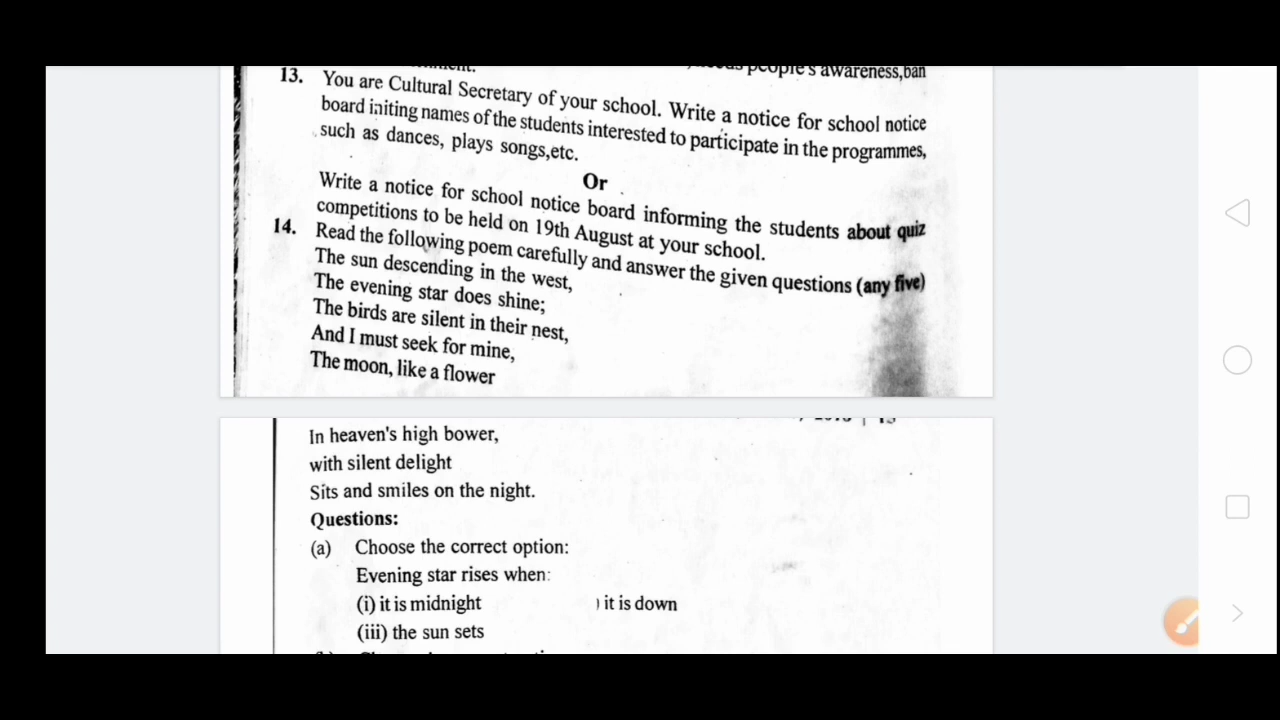 people's awareness,ban
13. You are Cultural Secretary of your school. Write a notice for school notice
board initing names of the students interested to participate in the programmes,
such as dances, plays songs,etc.
Or
Write a notice for school notice board informing the students about quiz
competitions to be held on 19th August at your school.
14. Read the following poem carefully and answer the given questions (any five)
The sun descending in the west,
The evening star does shine;
The birds are silent in their nest,
And I must seek for mine,
The moon, like a flower
In heaven's high bower,
with silent delight
Sits and smiles on the night.
Questions:
(a) Choose the correct option:
Evening star rises when:
(i) it is midnight ) it is down
(iii) the sun sets